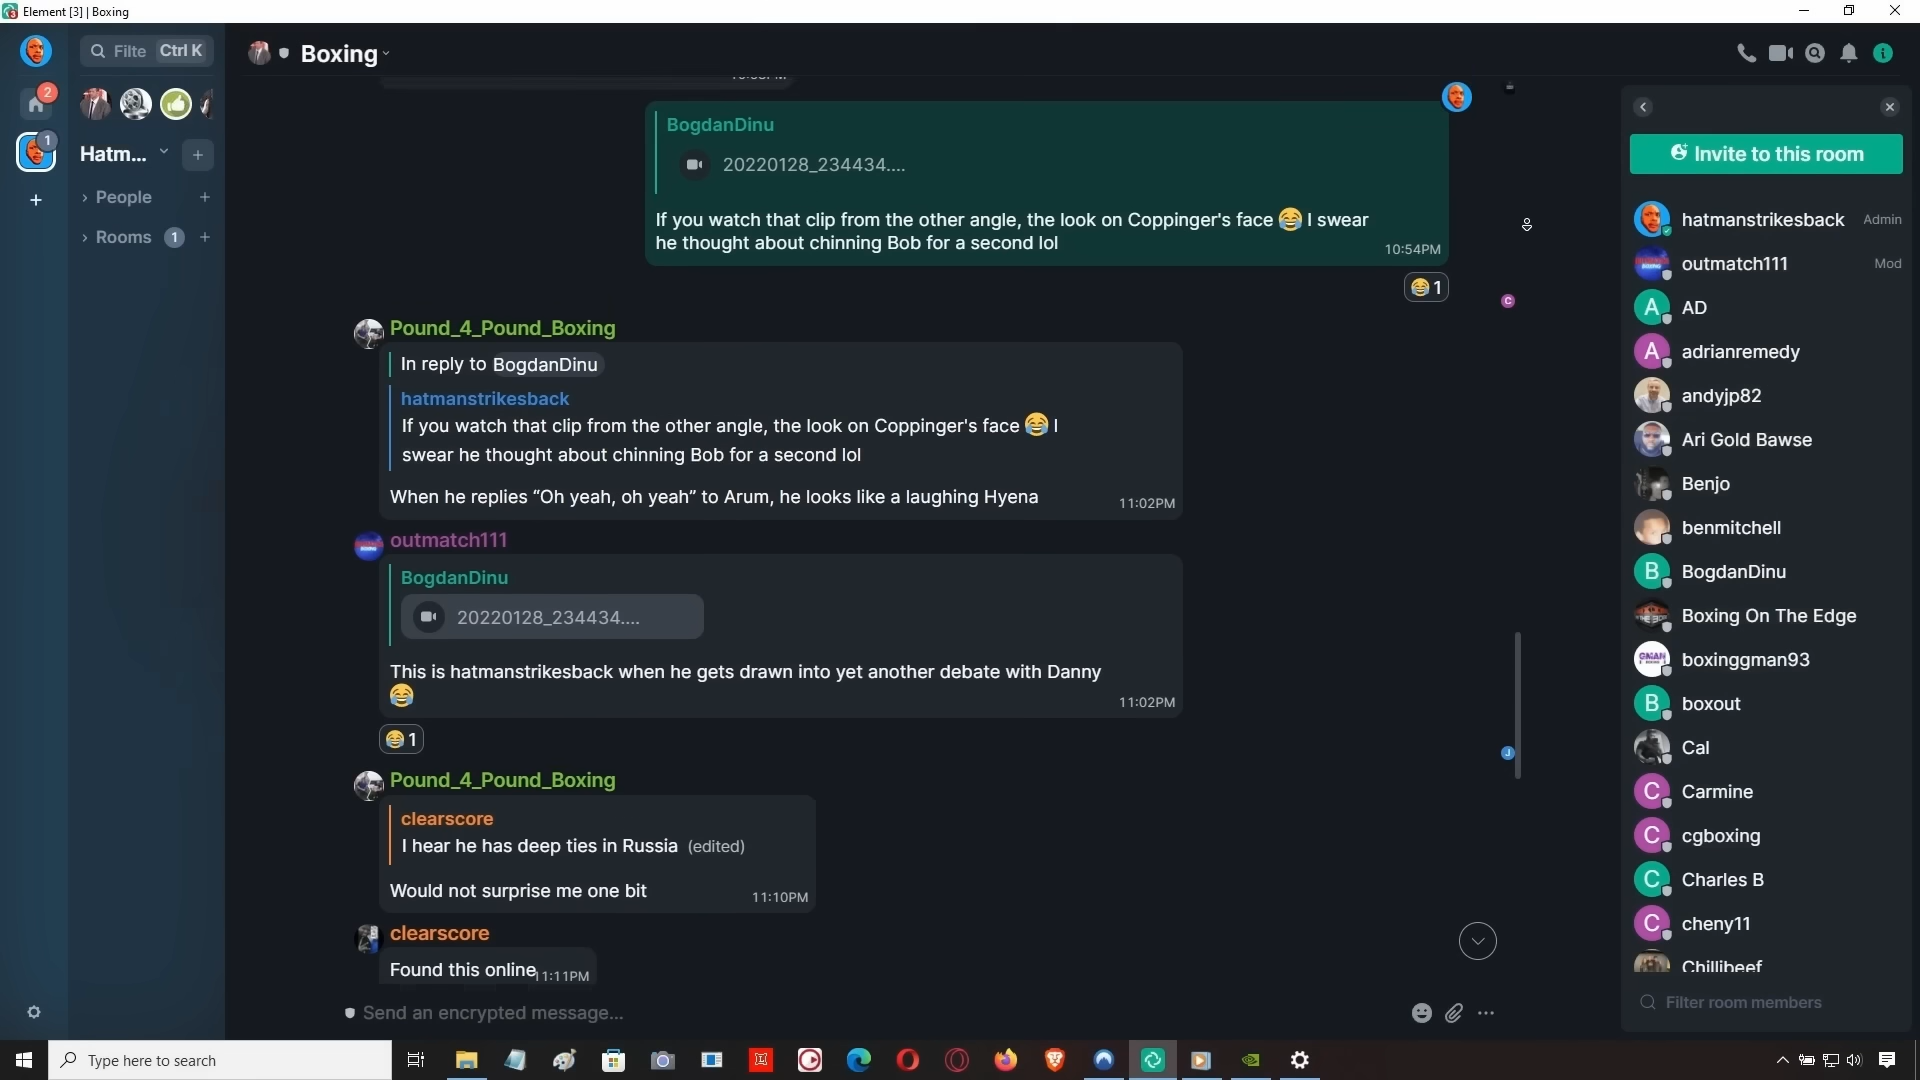 Element [3] | Boxing
Filte Ctrl K
Boxing
2
1
Hatm...
People
Rooms 1
BogdanDinu
20220128_234434....
If you watch that clip from the other angle, the look on Coppinger's face 😂 I swear
he thought about chinning Bob for a second lol
10:54PM
😂 1
C
Pound_4_Pound_Boxing
In reply to BogdanDinu
hatmanstrikesback
If you watch that clip from the other angle, the look on Coppinger's face 😂 I
swear he thought about chinning Bob for a second lol
When he replies “Oh yeah, oh yeah” to Arum, he looks like a laughing Hyena
11:02PM
outmatch111
BogdanDinu
20220128_234434....
This is hatmanstrikesback when he gets drawn into yet another debate with Danny
😂
11:02PM
😂 1
J
Pound_4_Pound_Boxing
clearscore
I hear he has deep ties in Russia (edited)
Would not surprise me one bit
11:10PM
clearscore
Found this online
11:11PM
Send an encrypted message...
Invite to this room
hatmanstrikesback Admin
outmatch111 Mod
A AD
A adrianremedy
andyjp82
Ari Gold Bawse
Benjo
benmitchell
B BogdanDinu
Boxing On The Edge
GMAN boxinggman93
B boxout
Cal
C Carmine
C cgboxing
C Charles B
C cheny11
Chillibeef
Filter room members
Type here to search